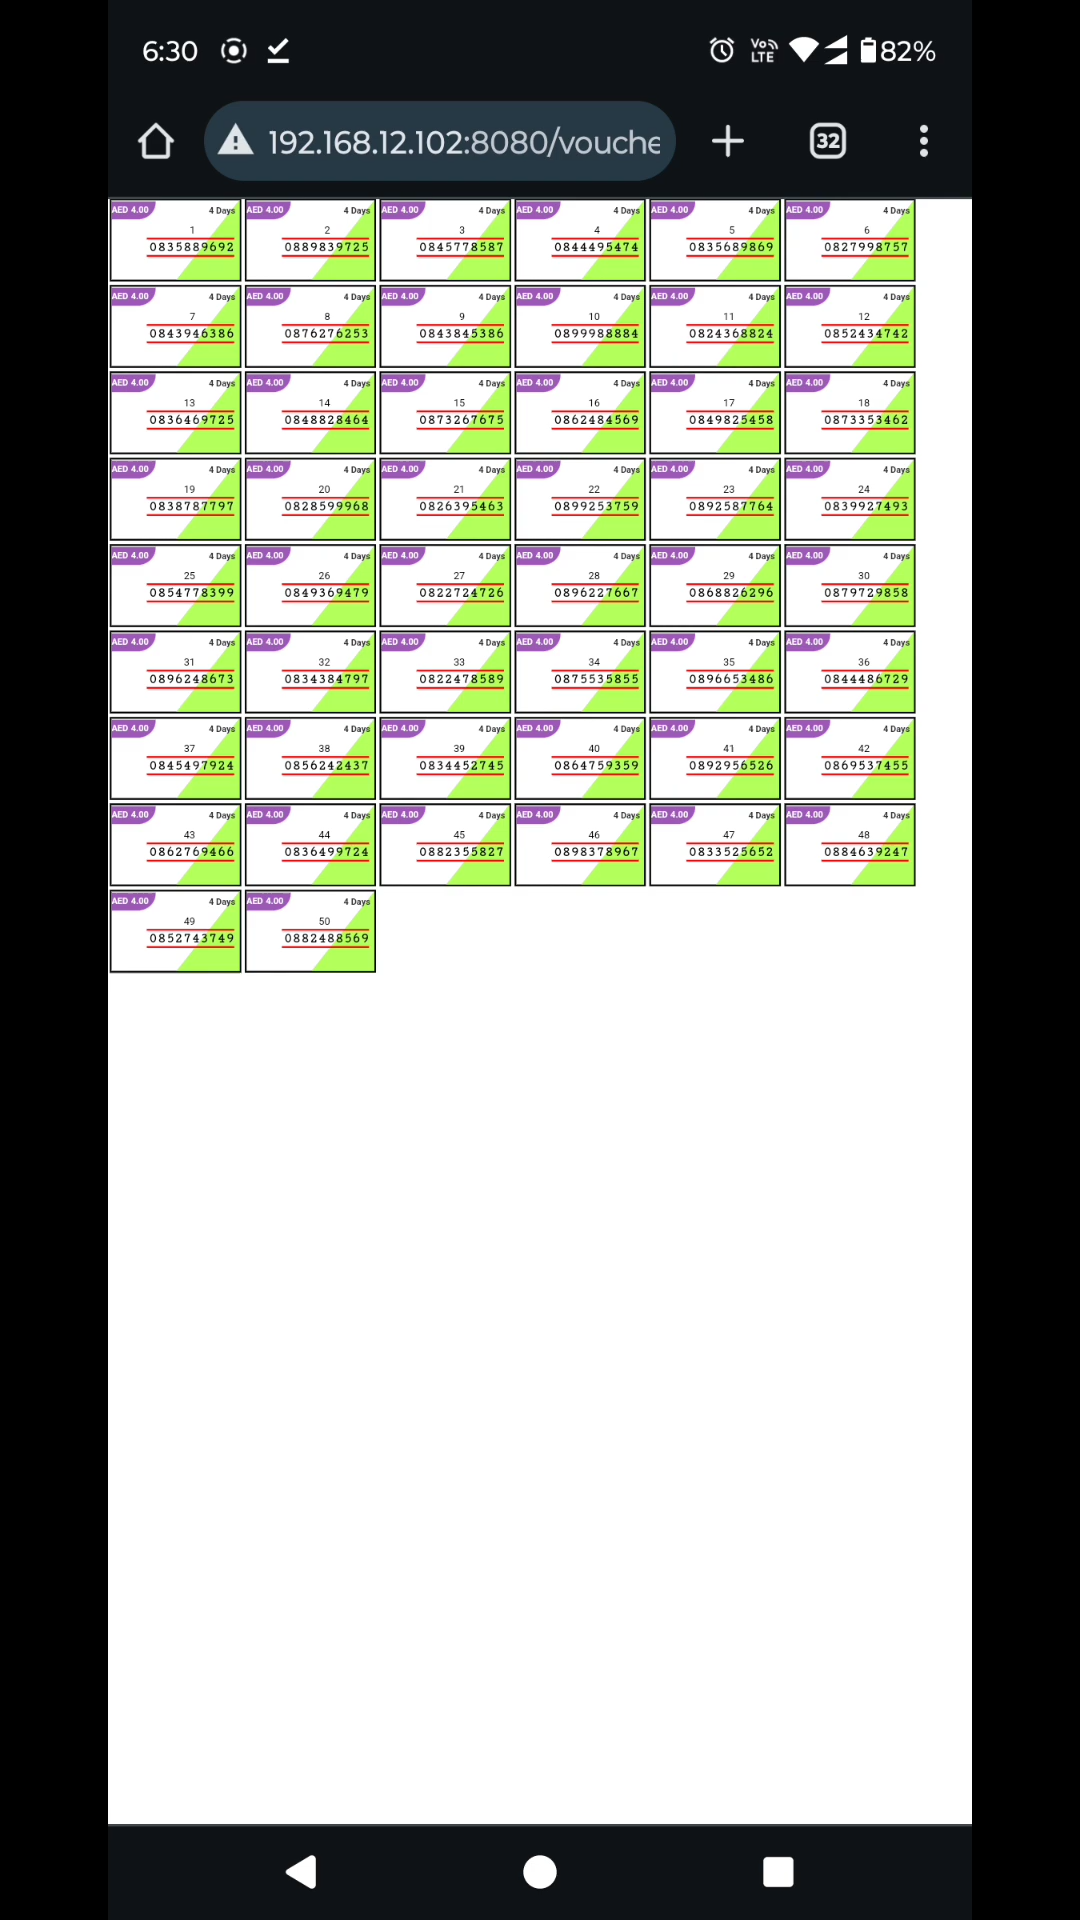 6:30 Vo LTE 82%
192.168.12.102:8080/vouche 32
AED 4.00 4 Days AED 4.00 4 Days AED 4.00 4 Days AED 4.00 4 Days AED 4.00 4 Days AED 4.00 4 Days
1 2 3 4 5 6
0835889692 0889839725 0845778587 0844495474 0835689869 0827998757
AED 4.00 4 Days AED 4.00 4 Days AED 4.00 4 Days AED 4.00 4 Days AED 4.00 4 Days AED 4.00 4 Days
7 8 9 10 11 12
0843946386 0876276253 0843845386 0899988884 0824368824 0852434742
AED 4.00 4 Days AED 4.00 4 Days AED 4.00 4 Days AED 4.00 4 Days AED 4.00 4 Days AED 4.00 4 Days
13 14 15 16 17 18
0836469725 0848828464 0873267675 0862484569 0849825458 0873353462
AED 4.00 4 Days AED 4.00 4 Days AED 4.00 4 Days AED 4.00 4 Days AED 4.00 4 Days AED 4.00 4 Days
19 20 21 22 23 24
0838787797 0828599968 0826395463 0899253759 0892587764 0839927493
AED 4.00 4 Days AED 4.00 4 Days AED 4.00 4 Days AED 4.00 4 Days AED 4.00 4 Days AED 4.00 4 Days
25 26 27 28 29 30
0854778399 0849369479 0822724726 0896227667 0868826296 0879729858
AED 4.00 4 Days AED 4.00 4 Days AED 4.00 4 Days AED 4.00 4 Days AED 4.00 4 Days AED 4.00 4 Days
31 32 33 34 35 36
0896248673 0834384797 0822478589 0875535855 0896653486 0844486729
AED 4.00 4 Days AED 4.00 4 Days AED 4.00 4 Days AED 4.00 4 Days AED 4.00 4 Days AED 4.00 4 Days
37 38 39 40 41 42
0845497924 0856242437 0834452745 0864759359 0892956526 0869537455
AED 4.00 4 Days AED 4.00 4 Days AED 4.00 4 Days AED 4.00 4 Days AED 4.00 4 Days AED 4.00 4 Days
43 44 45 46 47 48
0862769466 0836499724 0882355827 0898378967 0833525652 0884639247
AED 4.00 4 Days AED 4.00 4 Days
49 50
0852743749 0882488569